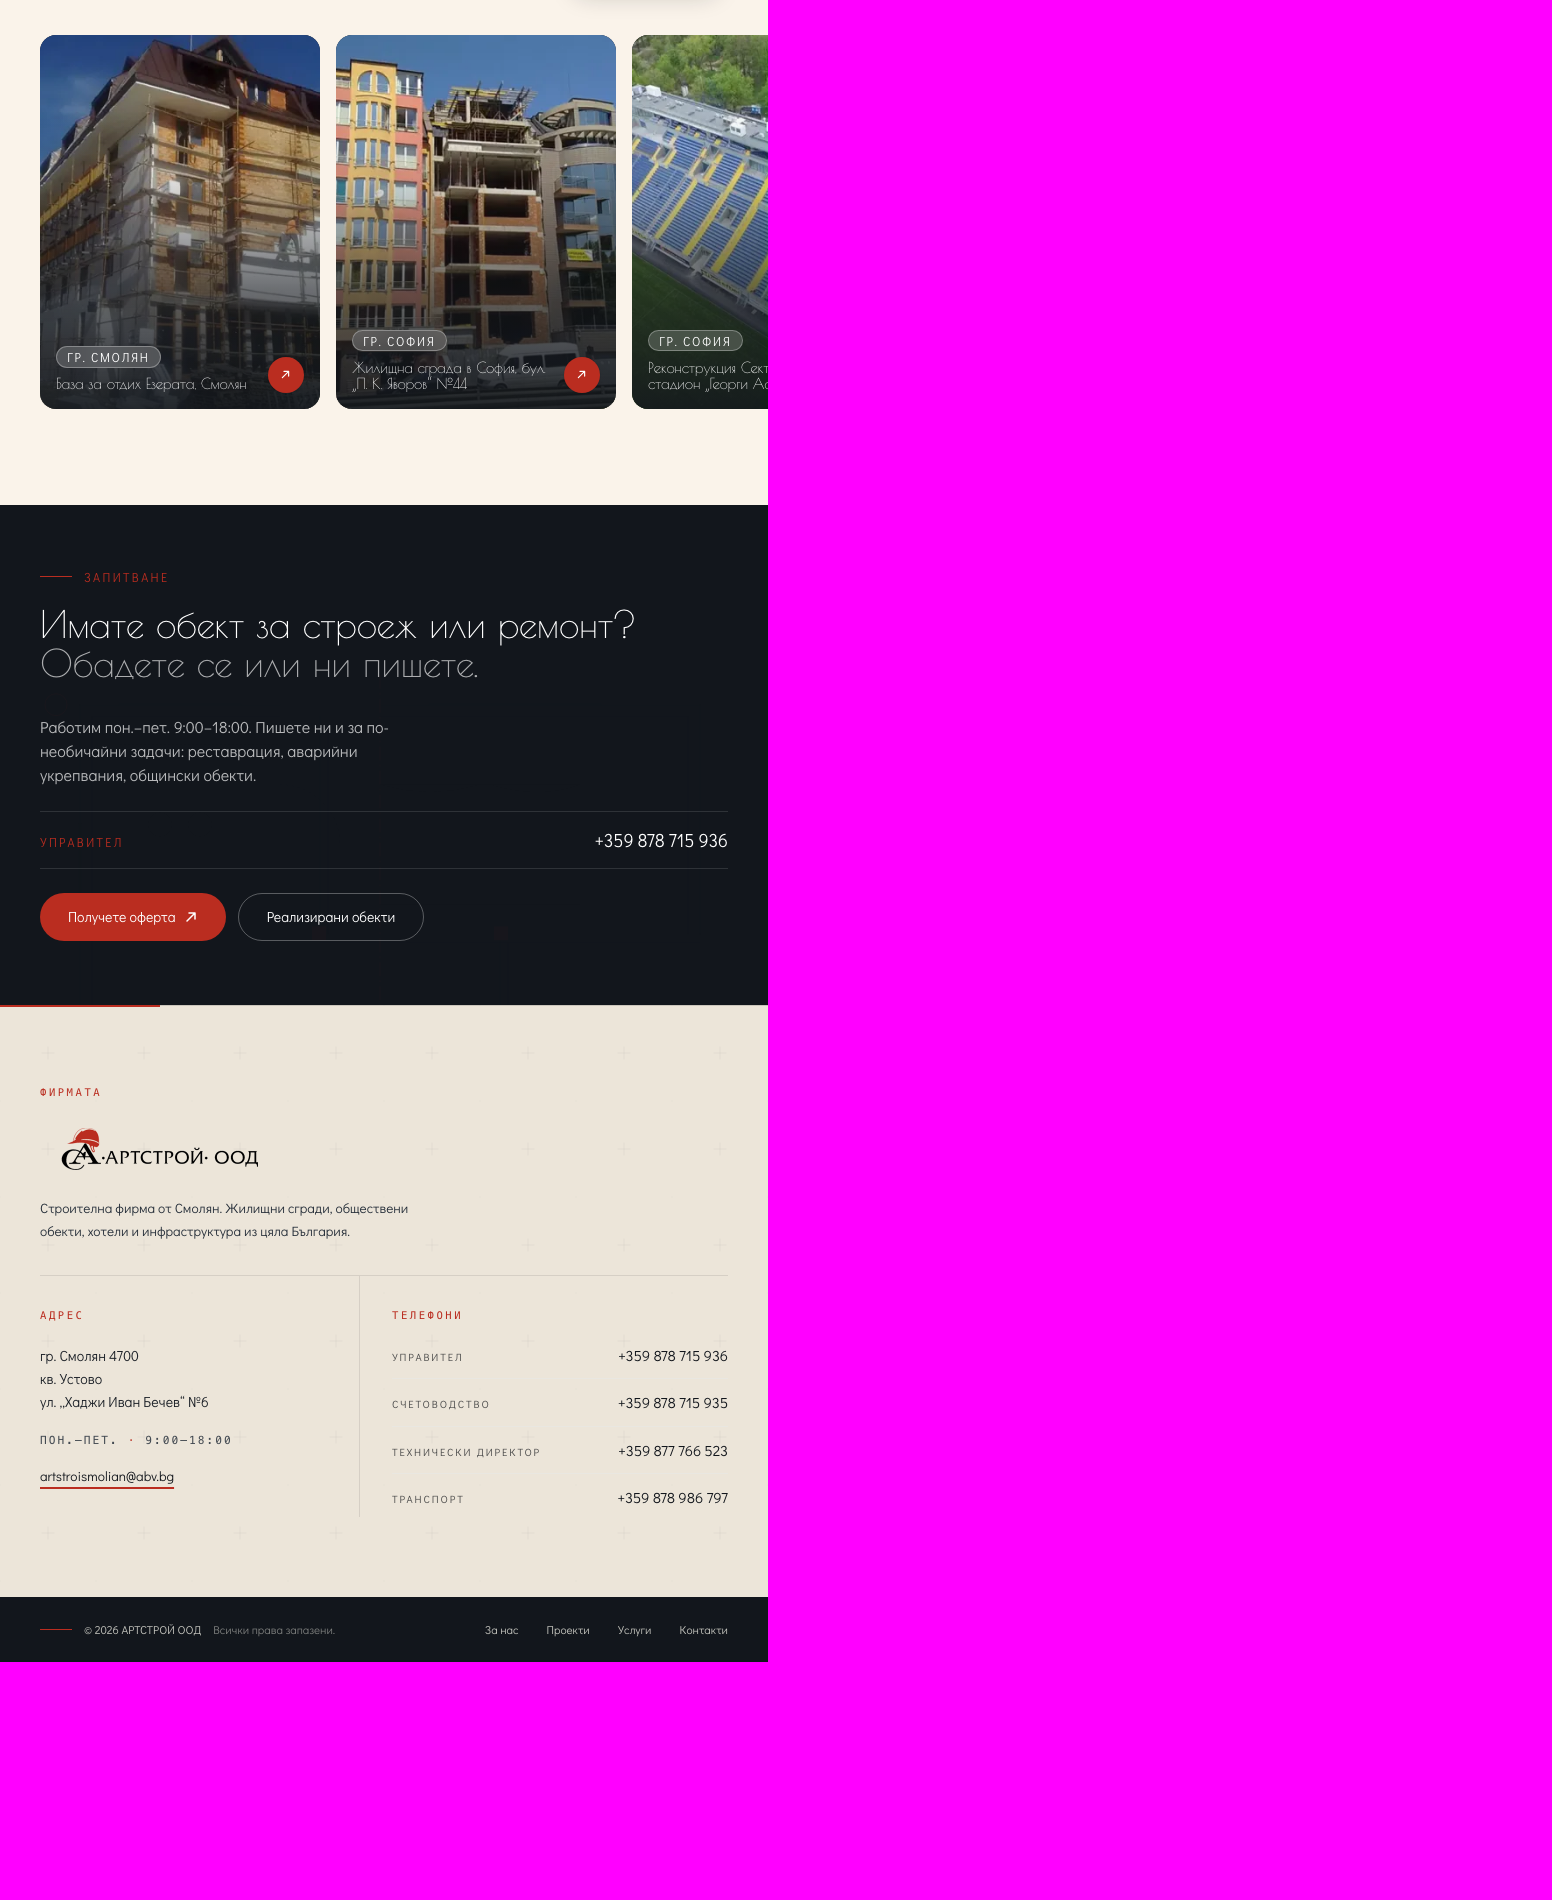 ГР. СМОЛЯН
База за отдих Езерата, Смолян
ГР. СОФИЯ
Жилищна сграда в София, бул.
„П. К. Яворов“ №44
ГР. СОФИЯ
Реконструкция Сект
стадион „Георги Ас
ЗАПИТВАНЕ
Имате обект за строеж или ремонт?
Обадете се или ни пишете.
Работим пон.–пет. 9:00–18:00. Пишете ни и за по-
необичайни задачи: реставрация, аварийни
укрепвания, общински обекти.
УПРАВИТЕЛ +359 878 715 936
Получете оферта Реализирани обекти
ФИРМАТА
А·АРТСТРОЙ· ООД
Строителна фирма от Смолян. Жилищни сгради, обществени
обекти, хотели и инфраструктура из цяла България.
АДРЕС
гр. Смолян 4700
кв. Устово
ул. „Хаджи Иван Бечев“ №6
ПОН.–ПЕТ. · 9:00–18:00
artstroismolian@abv.bg
ТЕЛЕФОНИ
УПРАВИТЕЛ +359 878 715 936
СЧЕТОВОДСТВО +359 878 715 935
ТЕХНИЧЕСКИ ДИРЕКТОР +359 877 766 523
ТРАНСПОРТ +359 878 986 797
© 2026 АРТСТРОЙ ООД Всички права запазени.
За нас Проекти Услуги Контакти